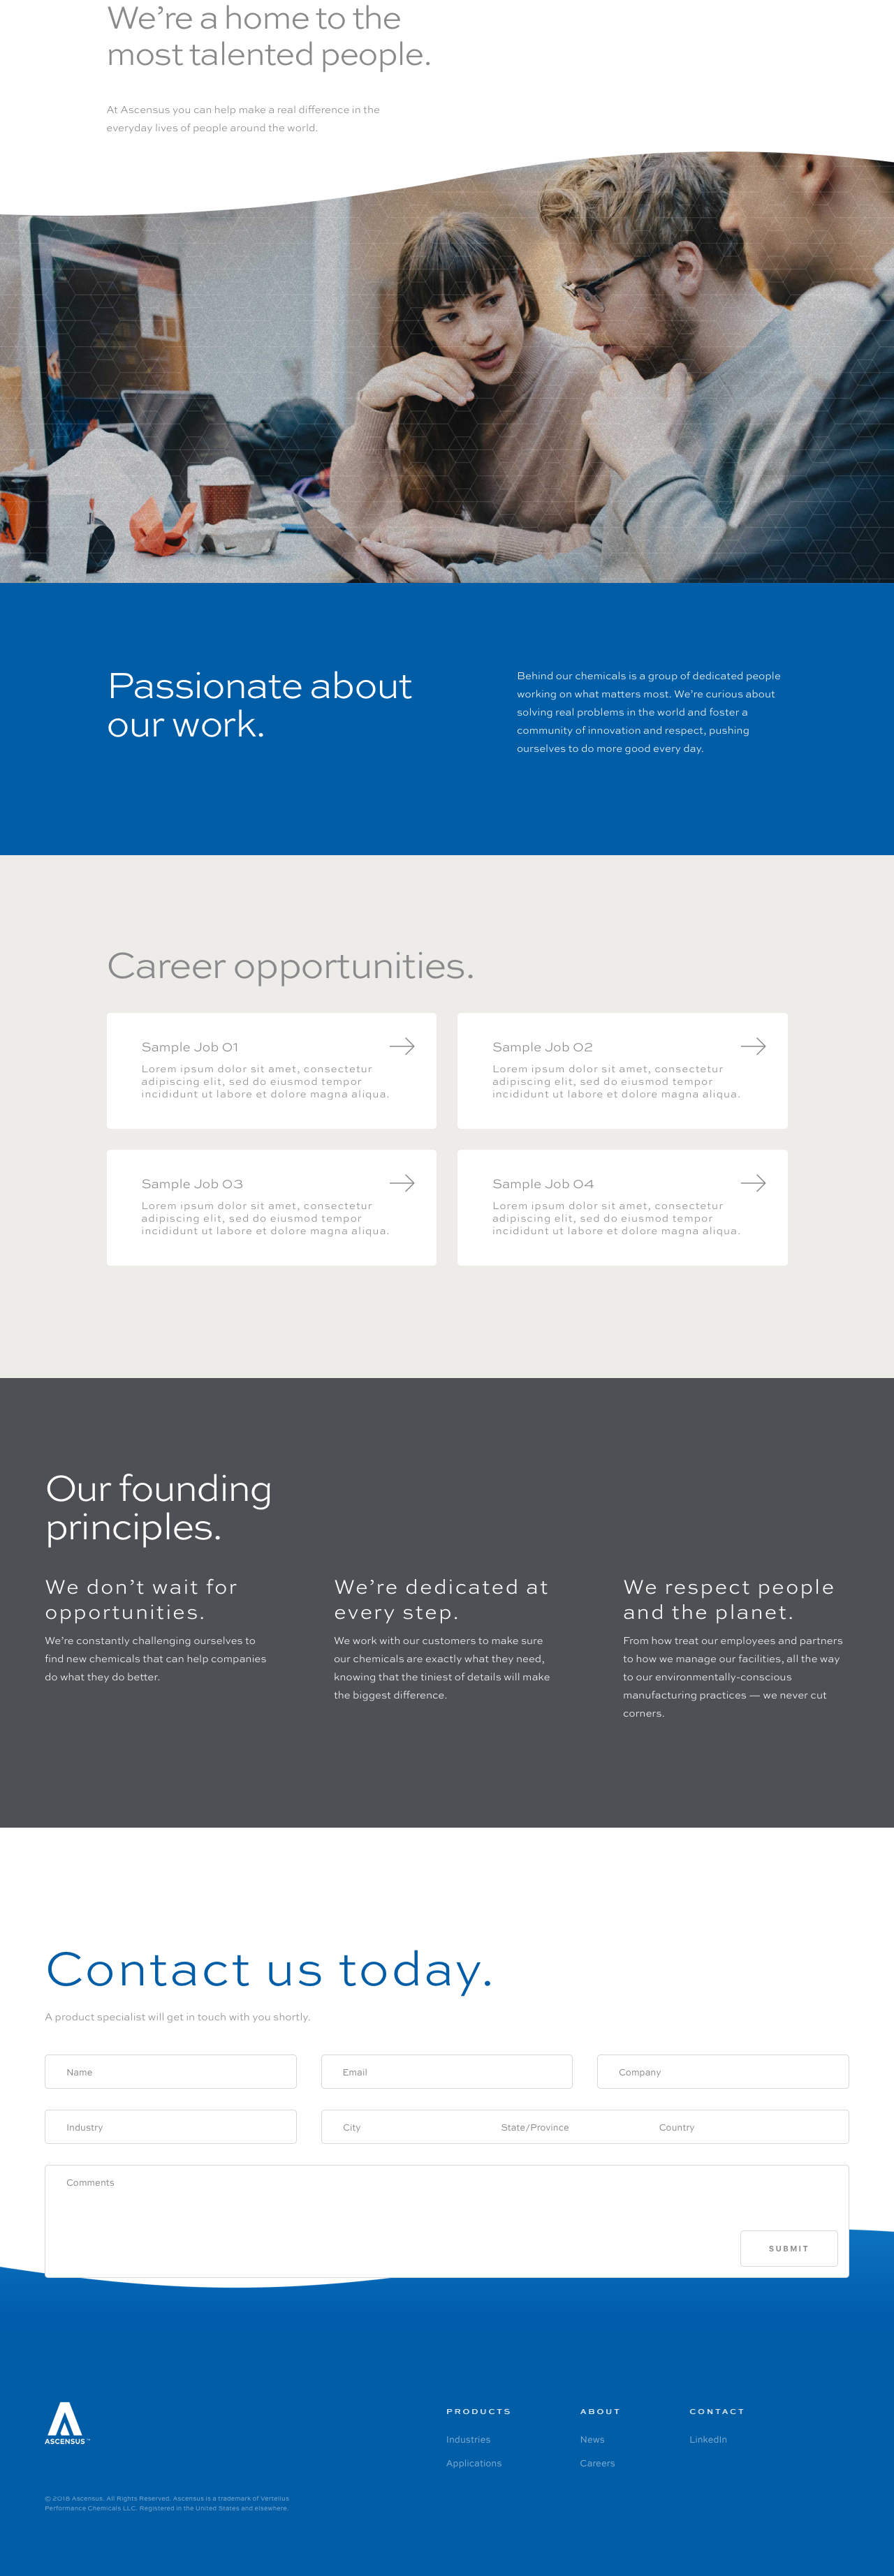 We're a home to the
most talented people.
At Ascensus you can help make a real difference in the
everyday lives of people around the world.
Passionate about
our work.
Behind our chemicals is a group of dedicated people
working on what matters most. We're curious about
solving real problems in the world and foster a
community of innovation and respect, pushing
ourselves to do more good every day.
Career opportunities.
Sample Job 01
Lorem ipsum dolor sit amet, consectetur
adipiscing elit, sed do eiusmod tempor
incididunt ut labore et dolore magna aliqua.
Sample Job 02
Lorem ipsum dolor sit amet, consectetur
adipiscing elit, sed do eiusmod tempor
incididunt ut labore et dolore magna aliqua.
Sample Job 03
Lorem ipsum dolor sit amet, consectetur
adipiscing elit, sed do eiusmod tempor
incididunt ut labore et dolore magna aliqua.
Sample Job 04
Lorem ipsum dolor sit amet, consectetur
adipiscing elit, sed do eiusmod tempor
incididunt ut labore et dolore magna aliqua.
Our founding
principles.
We don't wait for
opportunities.
We're constantly challenging ourselves to
find new chemicals that can help companies
do what they do better.
We're dedicated at
every step.
We work with our customers to make sure
our chemicals are exactly what they need,
knowing that the tiniest of details will make
the biggest difference.
We respect people
and the planet.
From how treat our employees and partners
to how we manage our facilities, all the way
to our environmentally-conscious
manufacturing practices — we never cut
corners.
Contact us today.
A product specialist will get in touch with you shortly.
Name
Email
Company
Industry
City
State/Province
Country
Comments
SUBMIT
ASCENSUS™
PRODUCTS
Industries
Applications
ABOUT
News
Careers
CONTACT
LinkedIn
© 2018 Ascensus. All Rights Reserved. Ascensus is a trademark of Vertellus
Performance Chemicals LLC. Registered in the United States and elsewhere.